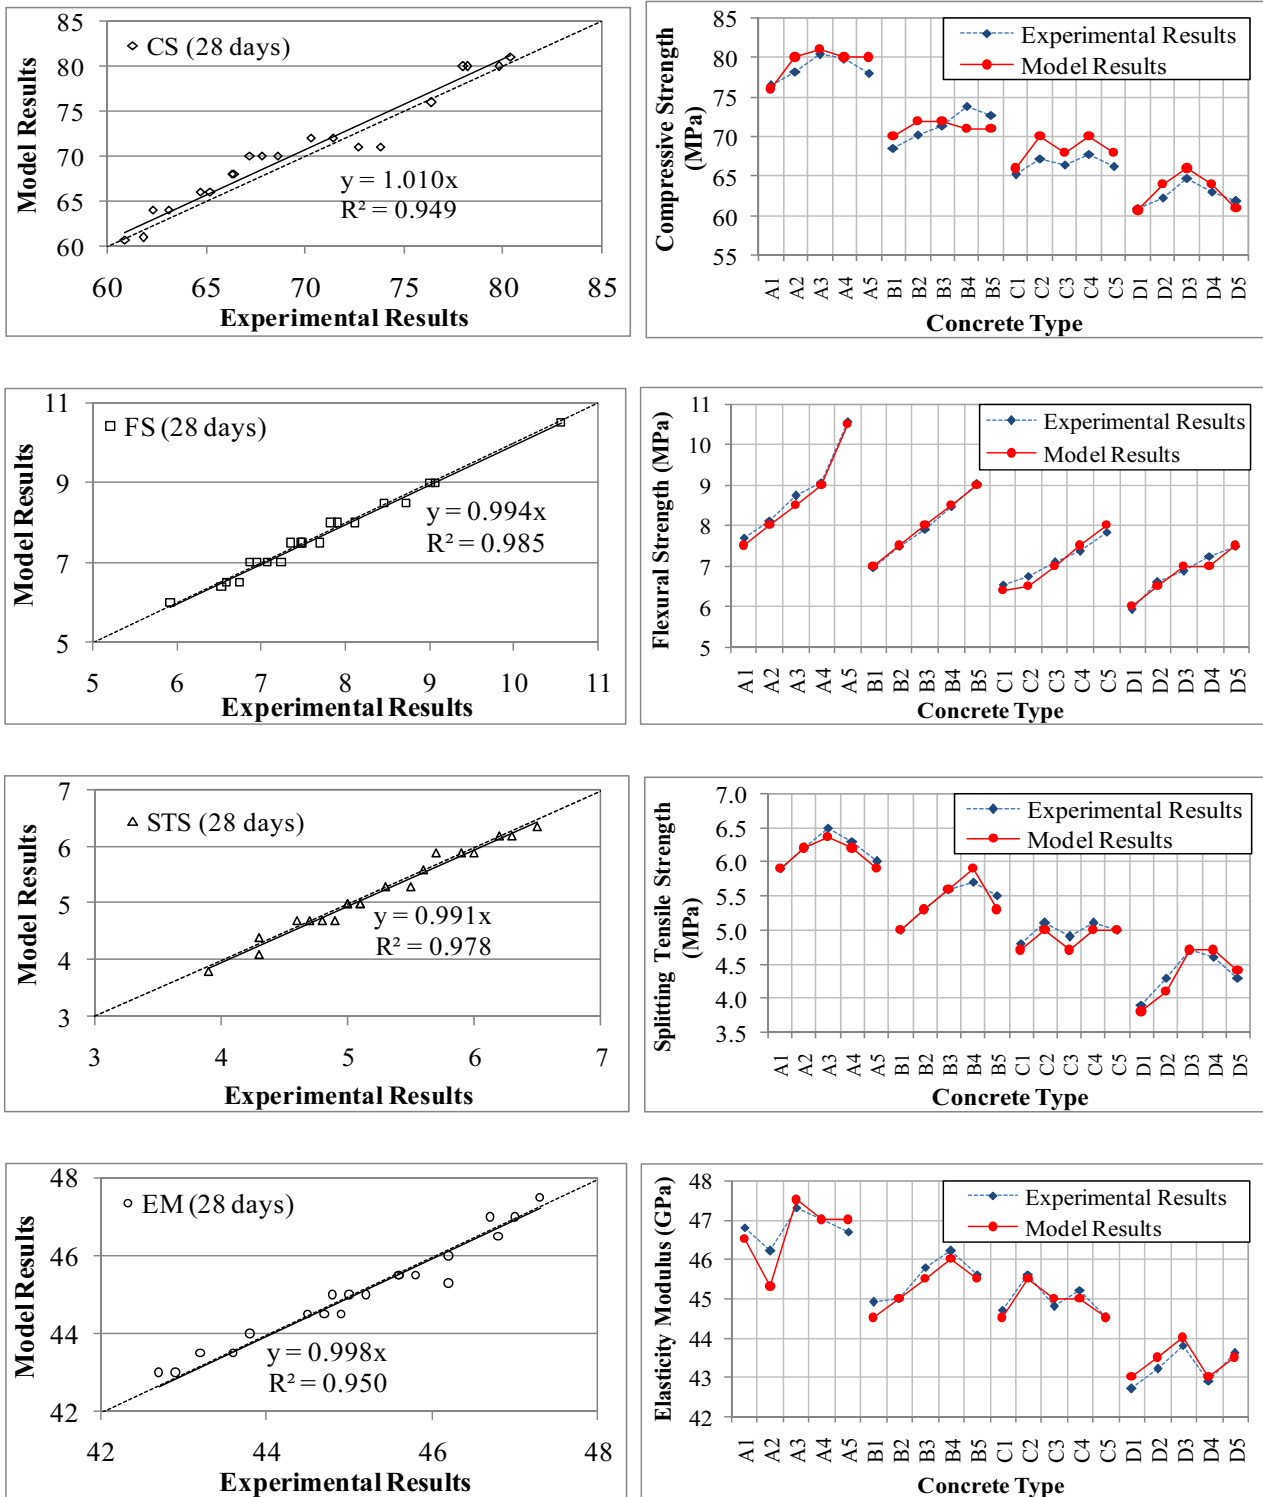 CS (28 days)
85
80
75
70
65
60
60 65 70 75 80 85
Model Results
Experimental Results
y = 1.010x
R² = 0.949
Experimental Results
Model Results
85
80
75
70
65
60
55
Compressive Strength
(MPa)
A1 A2 A3 A4 A5 B1 B2 B3 B4 B5 C1 C2 C3 C4 C5 D1 D2 D3 D4 D5
Concrete Type
FS (28 days)
11
9
7
5
5 6 7 8 9 10 11
Model Results
Experimental Results
y = 0.994x
R² = 0.985
Experimental Results
Model Results
11
10
9
8
7
6
5
Flexural Strength (MPa)
A1 A2 A3 A4 A5 B1 B2 B3 B4 B5 C1 C2 C3 C4 C5 D1 D2 D3 D4 D5
Concrete Type
STS (28 days)
7
6
5
4
3
3 4 5 6 7
Model Results
Experimental Results
y = 0.991x
R² = 0.978
Experimental Results
Model Results
7.0
6.5
6.0
5.5
5.0
4.5
4.0
3.5
Splitting Tensile Strength
(MPa)
A1 A2 A3 A4 A5 B1 B2 B3 B4 B5 C1 C2 C3 C4 C5 D1 D2 D3 D4 D5
Concrete Type
EM (28 days)
48
46
44
42
42 44 46 48
Model Results
Experimental Results
y = 0.998x
R² = 0.950
Experimental Results
Model Results
48
47
46
45
44
43
42
Elasticity Modulus (GPa)
A1 A2 A3 A4 A5 B1 B2 B3 B4 B5 C1 C2 C3 C4 C5 D1 D2 D3 D4 D5
Concrete Type